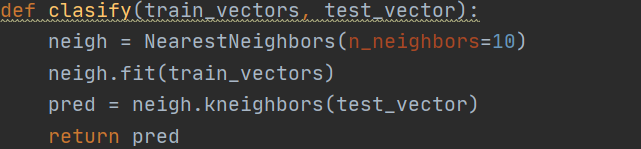 def clasify(train_vectors, test_vector):
    neigh = NearestNeighbors(n_neighbors=10)
    neigh.fit(train_vectors)
    pred = neigh.kneighbors(test_vector)
    return pred